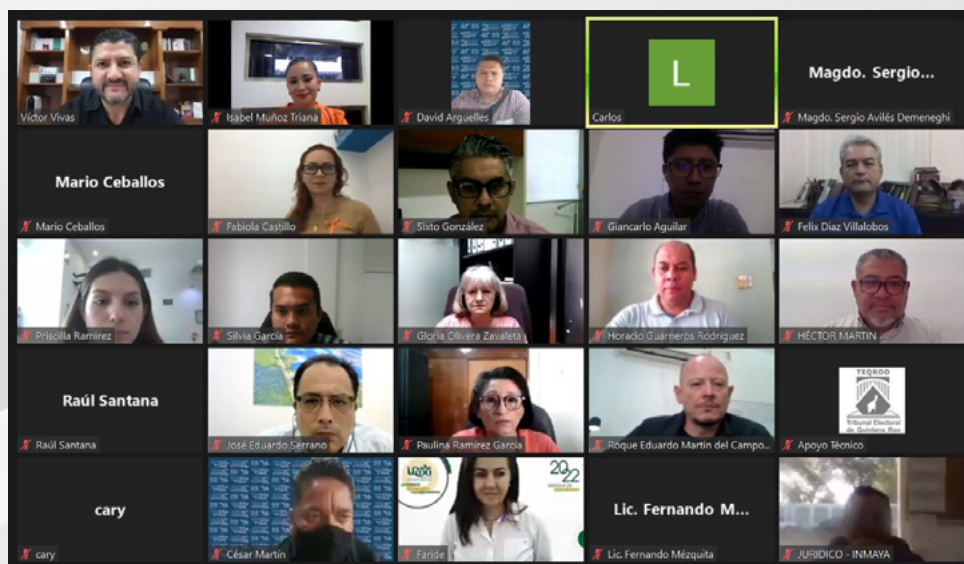 Víctor Vivas
Isabel Muñoz Triana
David Arguelles
L
Carlos
Magdo. Sergio...
Magdo. Sergio Avilés Demeneghi
Mario Ceballos
Mario Ceballos
Fabiola Castillo
Sixto González
Giancarlo Aguilar
Felix Diaz Villalobos
Priscilla Ramirez
Silvia García
Gloria Olivera Zavaleta
Horacio Guarneros Rodríguez
HÉCTOR MARTIN
Raúl Santana
Raúl Santana
José Eduardo Serrano
Paulina Ramírez García
Roque Eduardo Martin del Campo...
TEQROO
Tribunal Electoral
de Quintana Roo
Apoyo Técnico
cary
cary
César Martín
2022
Faride
Lic. Fernando M...
Lic. Fernando Mézquita
JURIDICO - INMAYA